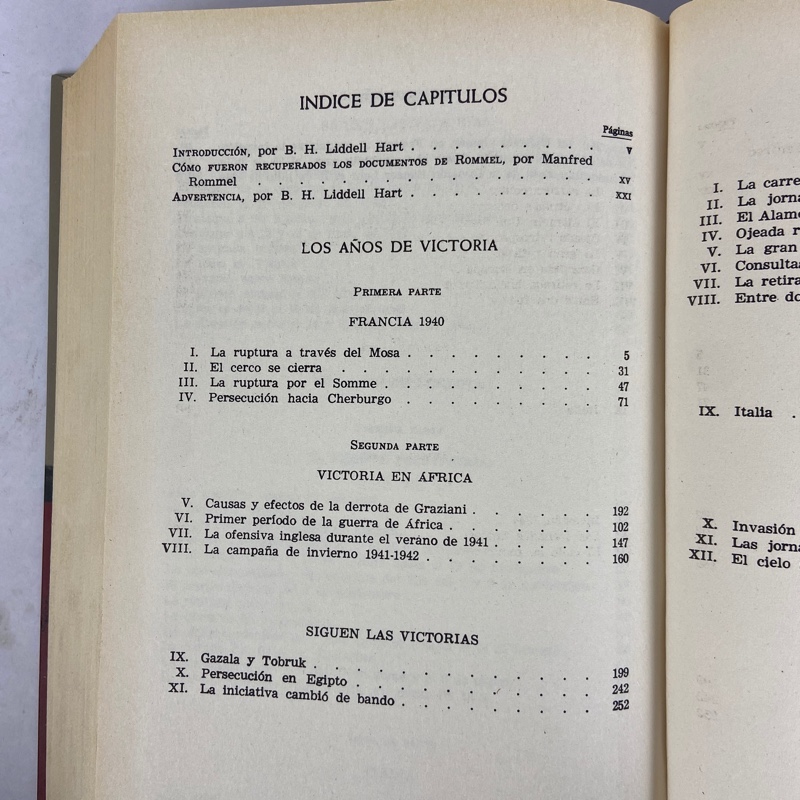 INDICE DE CAPITULOS
Páginas
INTRODUCCIÓN, por B. H. Liddell Hart . . . . . . . . . V
CÓMO FUERON RECUPERADOS LOS DOCUMENTOS DE ROMMEL, por Manfred
Rommel . . . . . . . . . . . . . . . XV
ADVERTENCIA, por B. H. Liddell Hart . . . . . . . . . XXI
LOS AÑOS DE VICTORIA
PRIMERA PARTE
FRANCIA 1940
I. La ruptura a través del Mosa . . . . . . . . . 5
II. El cerco se cierra . . . . . . . . . . . 31
III. La ruptura por el Somme . . . . . . . . . . 47
IV. Persecución hacia Cherburgo . . . . . . . . . 71
SEGUNDA PARTE
VICTORIA EN ÁFRICA
V. Causas y efectos de la derrota de Graziani . . . . . . 192
VI. Primer período de la guerra de África . . . . . . . 102
VII. La ofensiva inglesa durante el verano de 1941 . . . . . 147
VIII. La campaña de invierno 1941-1942 . . . . . . . . 160
SIGUEN LAS VICTORIAS
IX. Gazala y Tobruk . . . . . . . . . . . . 199
X. Persecución en Egipto . . . . . . . . . . 242
XI. La iniciativa cambió de bando . . . . . . . . . 252
I. La carre
II. La jorna
III. El Alame
IV. Ojeada r
V. La gran
VI. Consultas
VII. La retira
VIII. Entre do
IX. Italia .
X. Invasión
XI. Las jorna
XII. El cielo